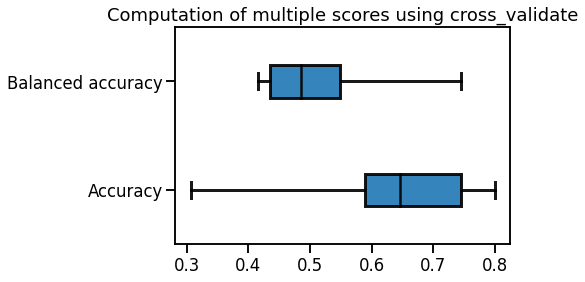 Computation of multiple scores using cross_validate
Balanced accuracy
Accuracy
0.3 0.4 0.5 0.6 0.7 0.8